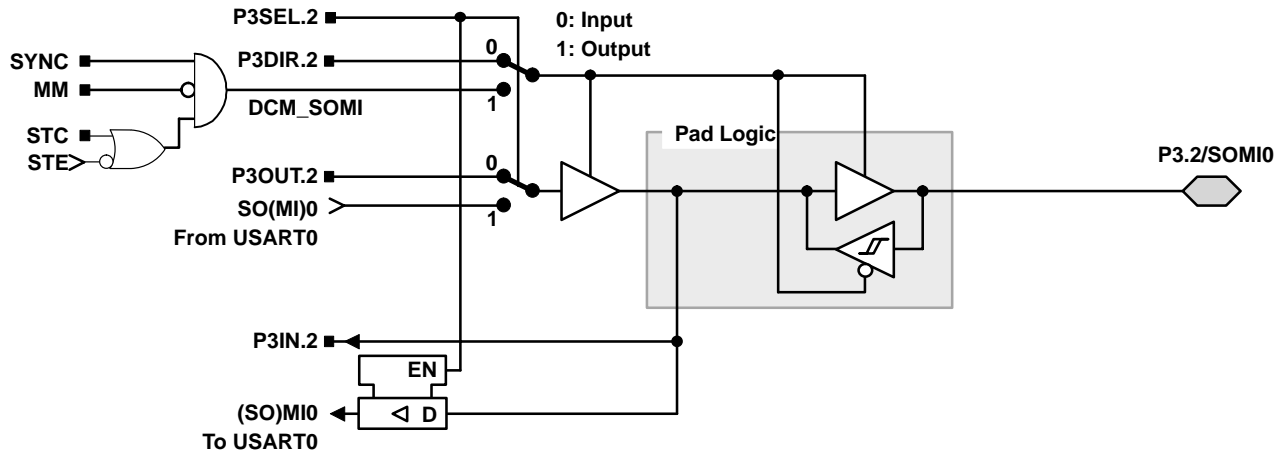 P3SEL.2
0: Input
1: Output
SYNC
P3DIR.2
0
MM
1
DCM_SOMI
STC
STE
Pad Logic
P3.2/SOMI0
P3OUT.2
0
SO(MI)0
1
From USART0
P3IN.2
EN
(SO)MI0
D
To USART0